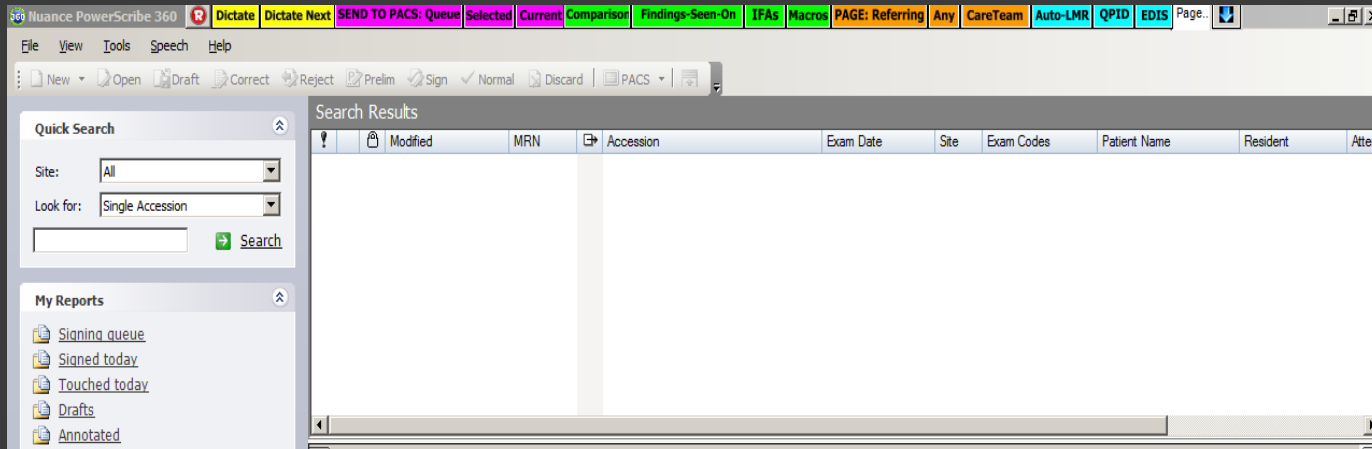 360 Nuance PowerScribe 360 R Dictate Dictate Next SEND TO PACS: Queue Selected Current Comparison Findings-Seen-On IFAs Macros PAGE: Referring Any CareTeam Auto-LMR QPID EDIS Page..
File View Tools Speech Help
New Open Draft Correct Reject Prelim Sign Normal Discard PACS
Search Results
Quick Search
! Modified MRN Accession Exam Date Site Exam Codes Patient Name Resident Atte
Site: All
Look for: Single Accession
Search
My Reports
Signing queue
Signed today
Touched today
Drafts
Annotated